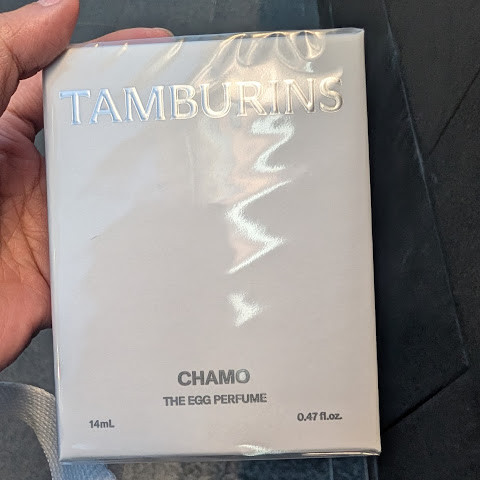 TAMBURINS
CHAMO
THE EGG PERFUME
14mL 0.47 fl.oz.